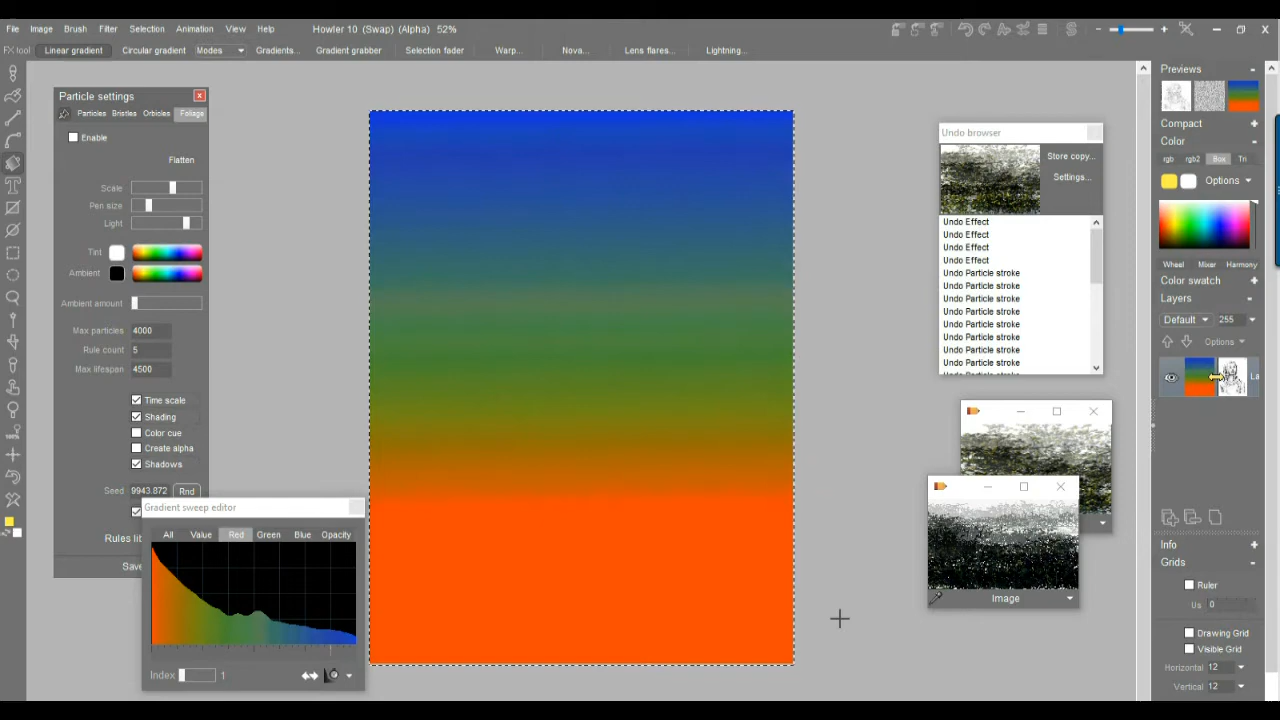 File Image Brush Filter Selection Foliation View Help Howler 10 (Swap) (Alpha) 52%
FX tool Linear gradient Circular gradient Modes Gradients... Gradient grabber Selection fader Warp... Nova... Lens flares... Lightning...
Particle settings
Particles Bristles Orbicles Foliage
Enable
Flatten
Scale
Pen size
Light
Tint
Ambient
Ambient amount
Max particles 4000
Rule count 5
Max lifespan 4500
Time scale
Shading
Color cue
Create alpha
Shadows
Seed 9943.872 Rnd
Gradient sweep editor
All Value Red Green Blue Opacity
Index 1
Undo browser
Store copy...
Settings...
Undo Effect
Undo Effect
Undo Effect
Undo Effect
Undo Particle stroke
Undo Particle stroke
Undo Particle stroke
Undo Particle stroke
Undo Particle stroke
Undo Particle stroke
Undo Particle stroke
Undo Particle stroke
Image
Previews
Compact
Color
rgb rgb2 Box Tri
Options
Wheel Mixer Harmony
Color swatch
Layers
Default 255
Options
Info
Grids
Ruler
Us 0
Drawing Grid
Visible Grid
Horizontal 12
Vertical 12